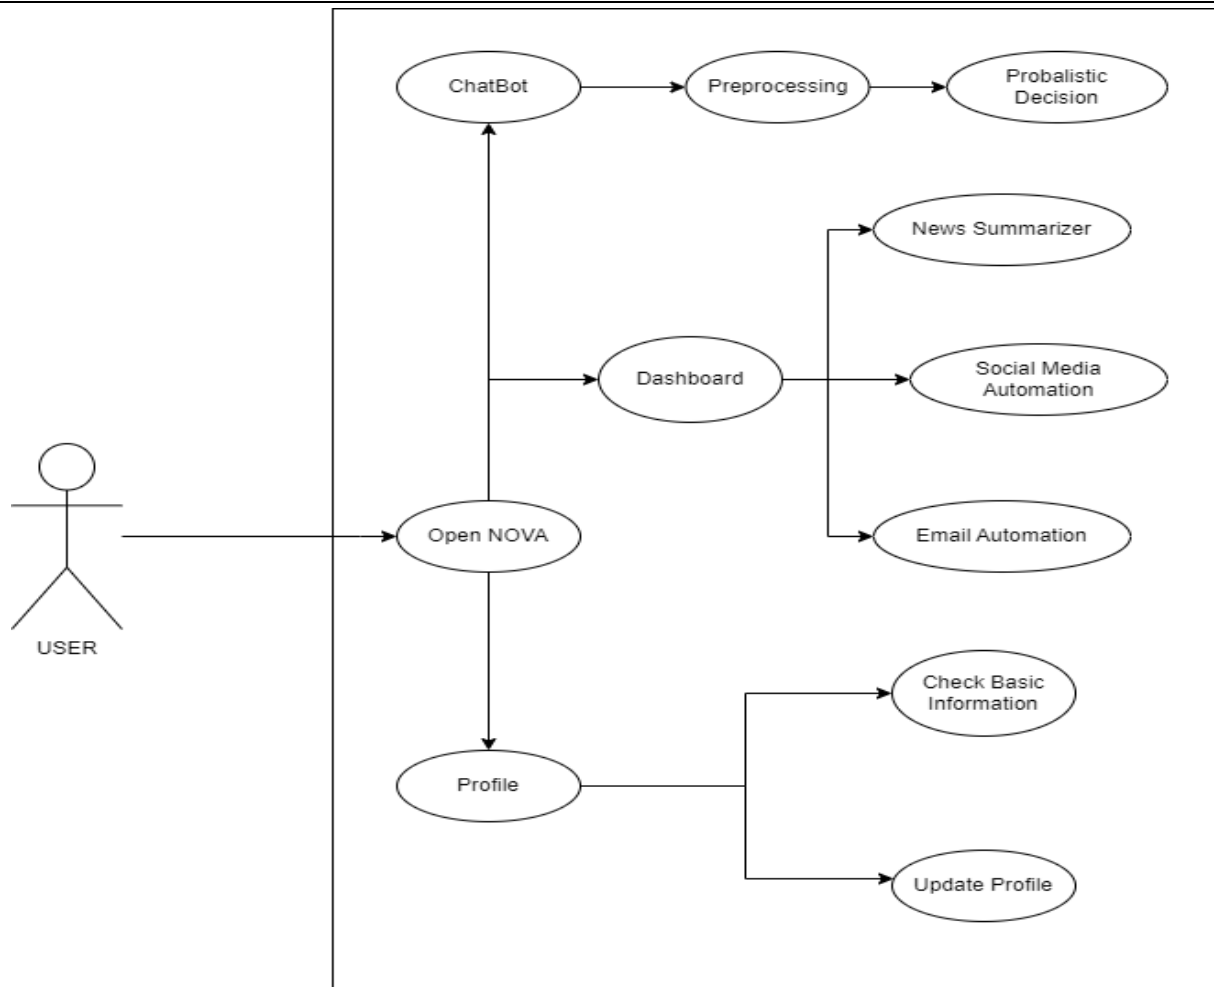 ChatBot
Preprocessing
Probalistic
Decision
News Summarizer
Dashboard
Social Media
Automation
Open NOVA
Email Automation
USER
Check Basic
Information
Profile
Update Profile